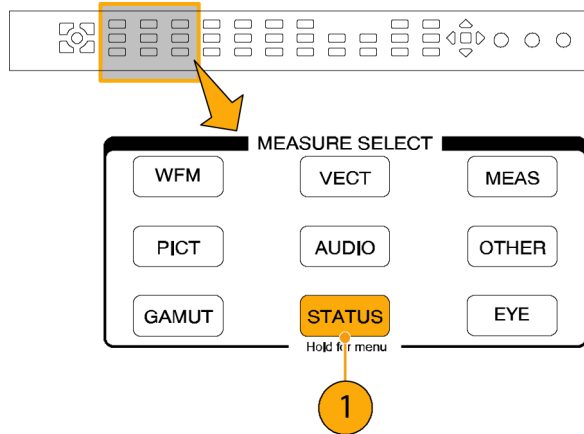 MEASURE SELECT
WFM VECT MEAS
PICT AUDIO OTHER
GAMUT STATUS EYE
Hold for menu
1